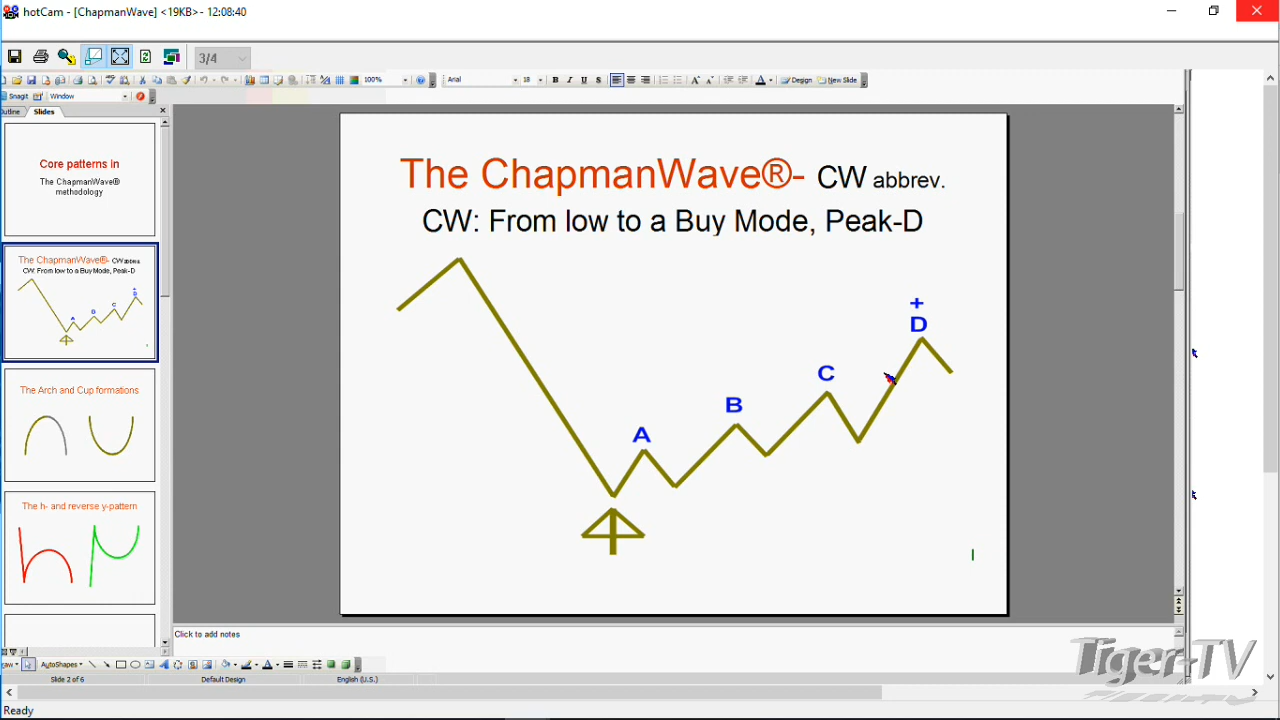 hotCam - [ChapmanWave] <19KB> - 12:08:40
3/4
100%
Arial
18
B I U S
A A
A
Design
New Slide
Snagit
Window
Outline
Slides
Core patterns in
The ChapmanWave®
methodology
The ChapmanWave®- CW abbrev.
CW: From low to a Buy Mode, Peak-D
+
D
C
B
A
The Arch and Cup formations
The h- and reverse y-pattern
The ChapmanWave®- CW abbrev.
CW: From low to a Buy Mode, Peak-D
+
D
C
B
A
Click to add notes
Tiger-TV
AutoShapes
Slide 2 of 6
Default Design
English (U.S.)
Ready